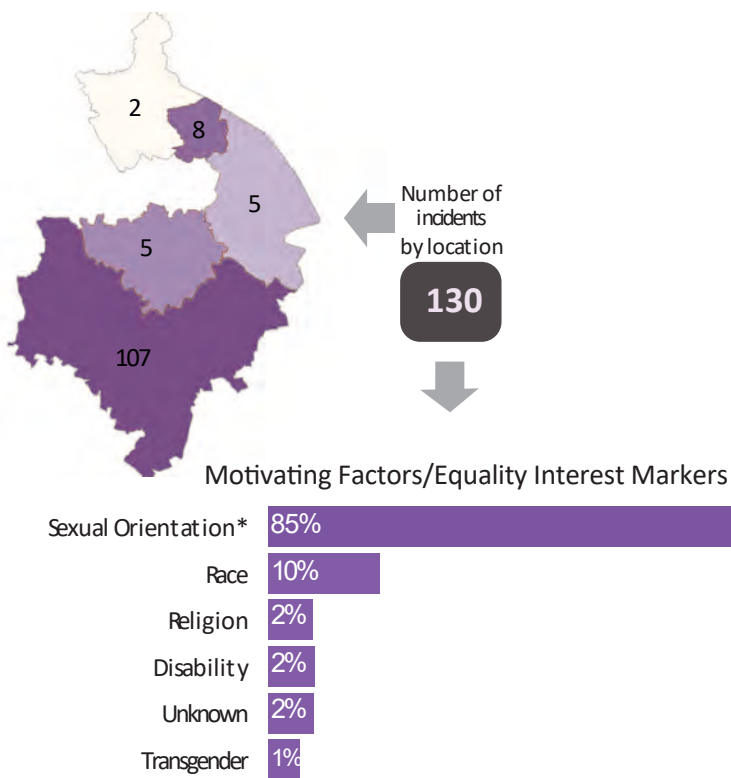 2
8
5
5
107
Number of
incidents
by location
130
Motivating Factors/Equality Interest Markers
Sexual Orientation* 85%
Race 10%
Religion 2%
Disability 2%
Unknown 2%
Transgender 1%